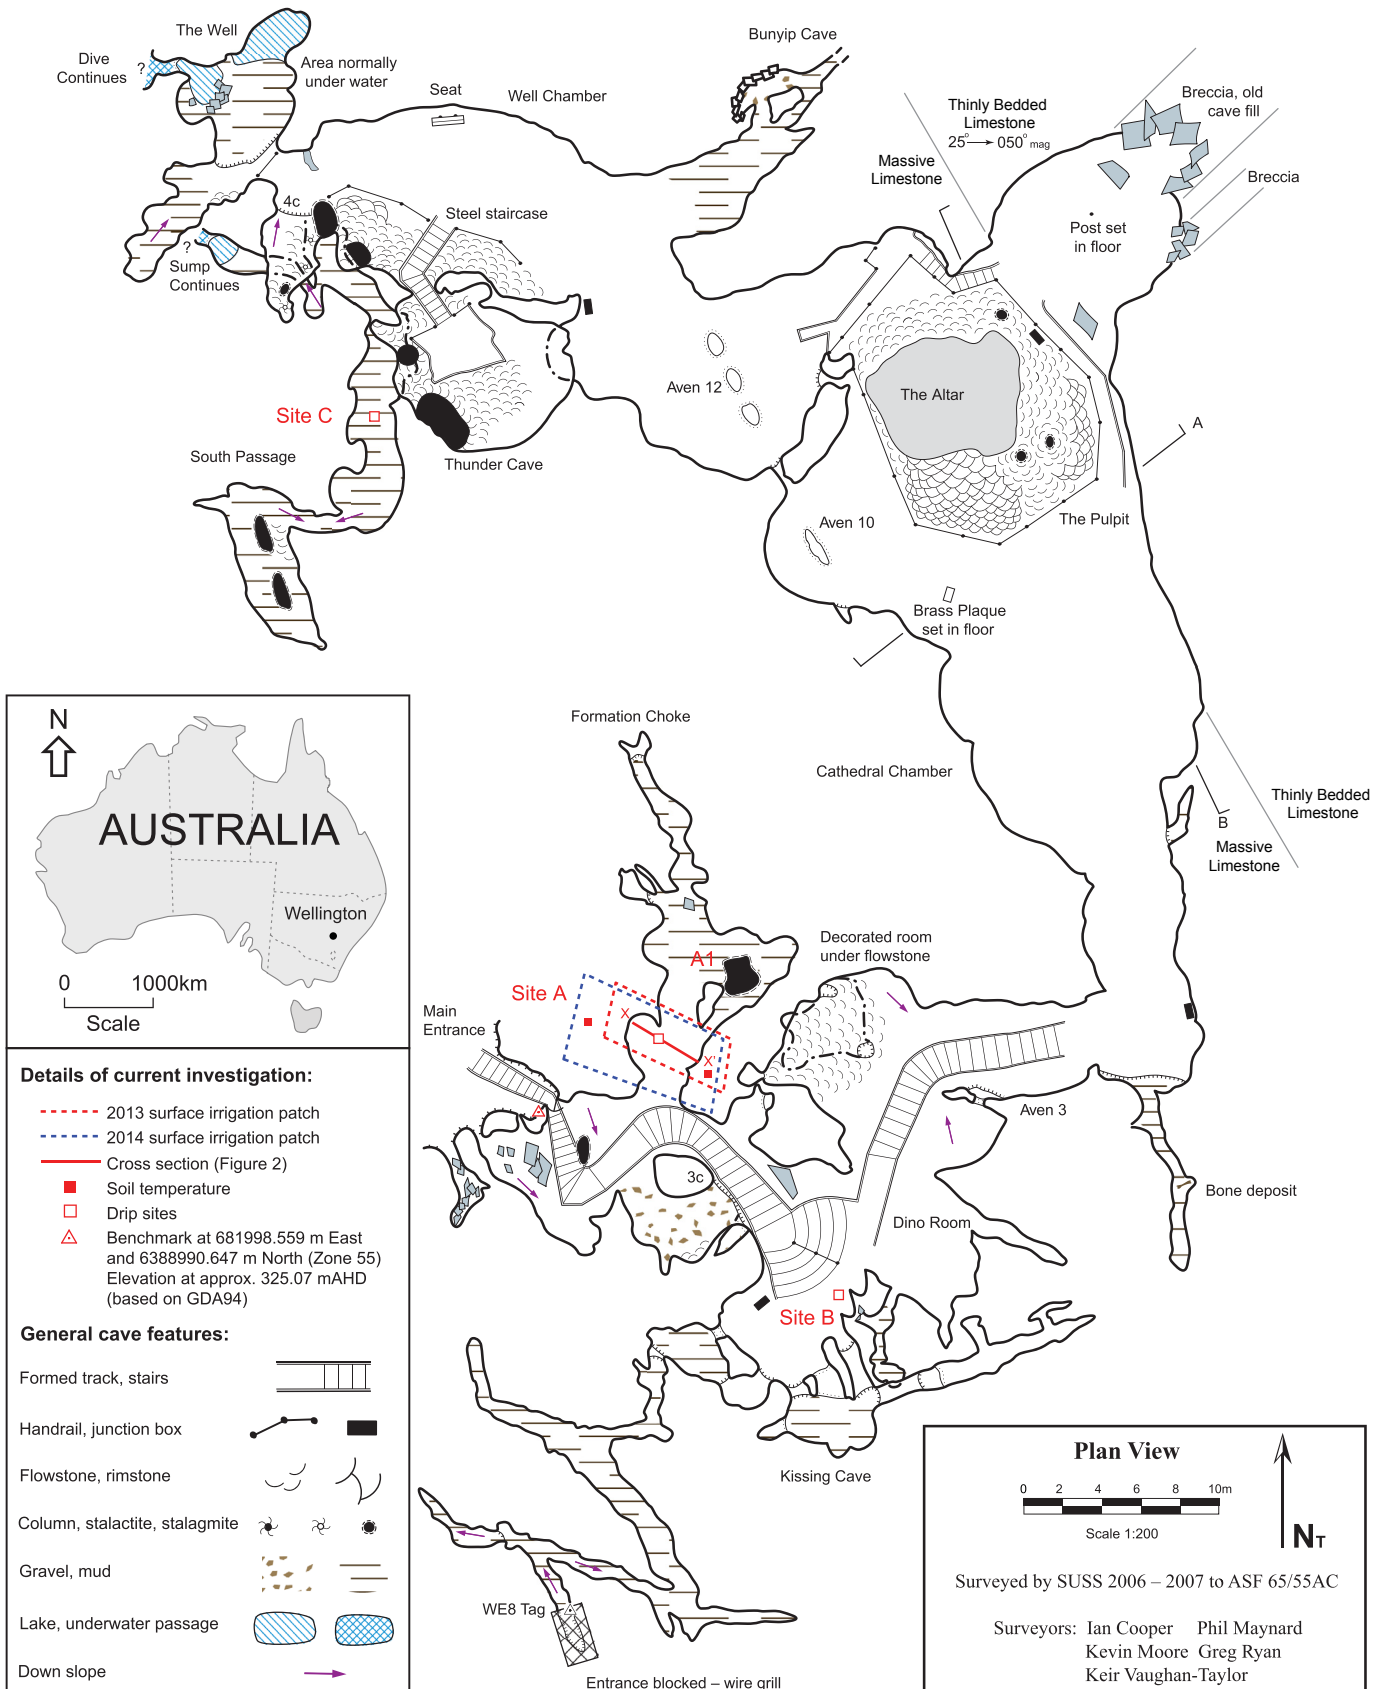 The Well
Dive
Continues
?
Area normally
under water
Seat
Well Chamber
Bunyip Cave
Thinly Bedded
Limestone
25° → 050° mag
Massive
Limestone
Breccia, old
cave fill
Breccia
Post set
in floor
4c
Steel staircase
?
Sump
Continues
Aven 12
The Altar
Site C
A
South Passage
Thunder Cave
Aven 10
The Pulpit
Brass Plaque
set in floor
Formation Choke
Cathedral Chamber
Thinly Bedded
Limestone
B
Massive
Limestone
N
AUSTRALIA
Wellington
0 1000km
Scale
Decorated room
under flowstone
A1
Site A
Main
Entrance
X
X'
Aven 3
3c
Bone deposit
Dino Room
Site B
Kissing Cave
WE8 Tag
Entrance blocked – wire grill
Details of current investigation:
2013 surface irrigation patch
2014 surface irrigation patch
Cross section (Figure 2)
Soil temperature
Drip sites
Benchmark at 681998.559 m East
and 6388990.647 m North (Zone 55)
Elevation at approx. 325.07 mAHD
(based on GDA94)
General cave features:
Formed track, stairs
Handrail, junction box
Flowstone, rimstone
Column, stalactite, stalagmite
Gravel, mud
Lake, underwater passage
Down slope
Plan View
0 2 4 6 8 10m
Scale 1:200
NT
Surveyed by SUSS 2006 – 2007 to ASF 65/55AC
Surveyors: Ian Cooper Phil Maynard
Kevin Moore Greg Ryan
Keir Vaughan-Taylor